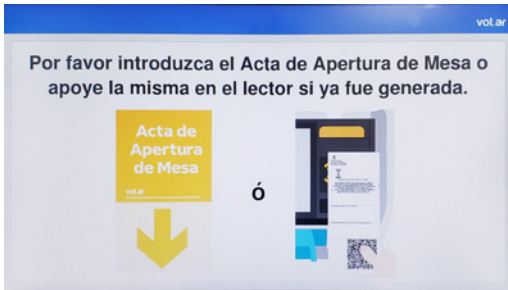 vot.ar
Por favor introduzca el Acta de Apertura de Mesa o
apoye la misma en el lector si ya fue generada.
Acta de
Apertura
de Mesa
vot.ar
ó